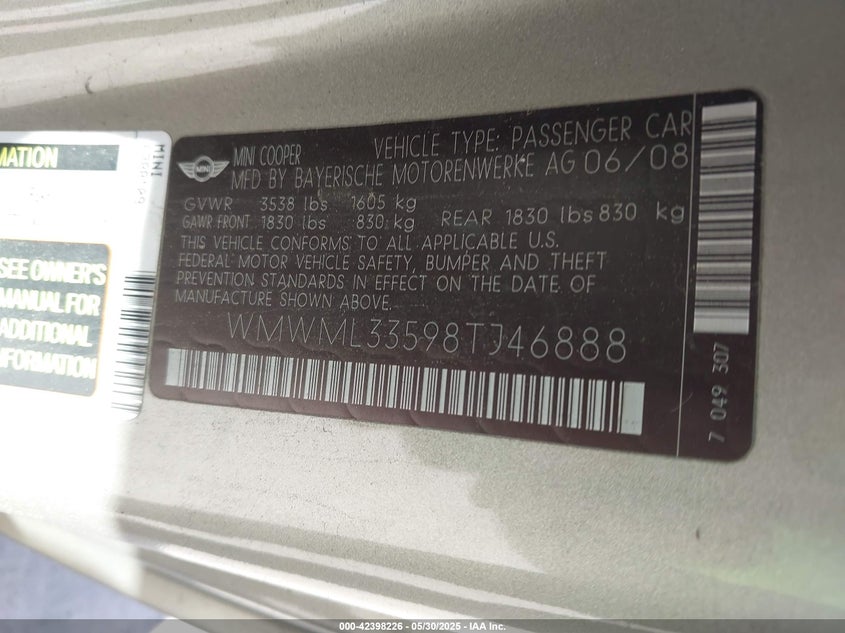 MINI
MINI COOPER VEHICLE TYPE: PASSENGER CAR
MFD BY BAYERISCHE MOTORENWERKE AG 06/08
GVWR 3538 lbs 1605 kg
GAWR FRONT 1830 lbs 830 kg REAR 1830 lbs 830 kg
THIS VEHICLE CONFORMS TO ALL APPLICABLE U.S.
FEDERAL MOTOR VEHICLE SAFETY, BUMPER AND THEFT
PREVENTION STANDARDS IN EFFECT ON THE DATE OF
MANUFACTURE SHOWN ABOVE.
WMWML33598TJ46888
7 049 307
MATION
SEE OWNER'S
MANUAL FOR
ADDITIONAL
INFORMATION
MINI
000-42398226 - 05/30/2025 - IAA Inc.